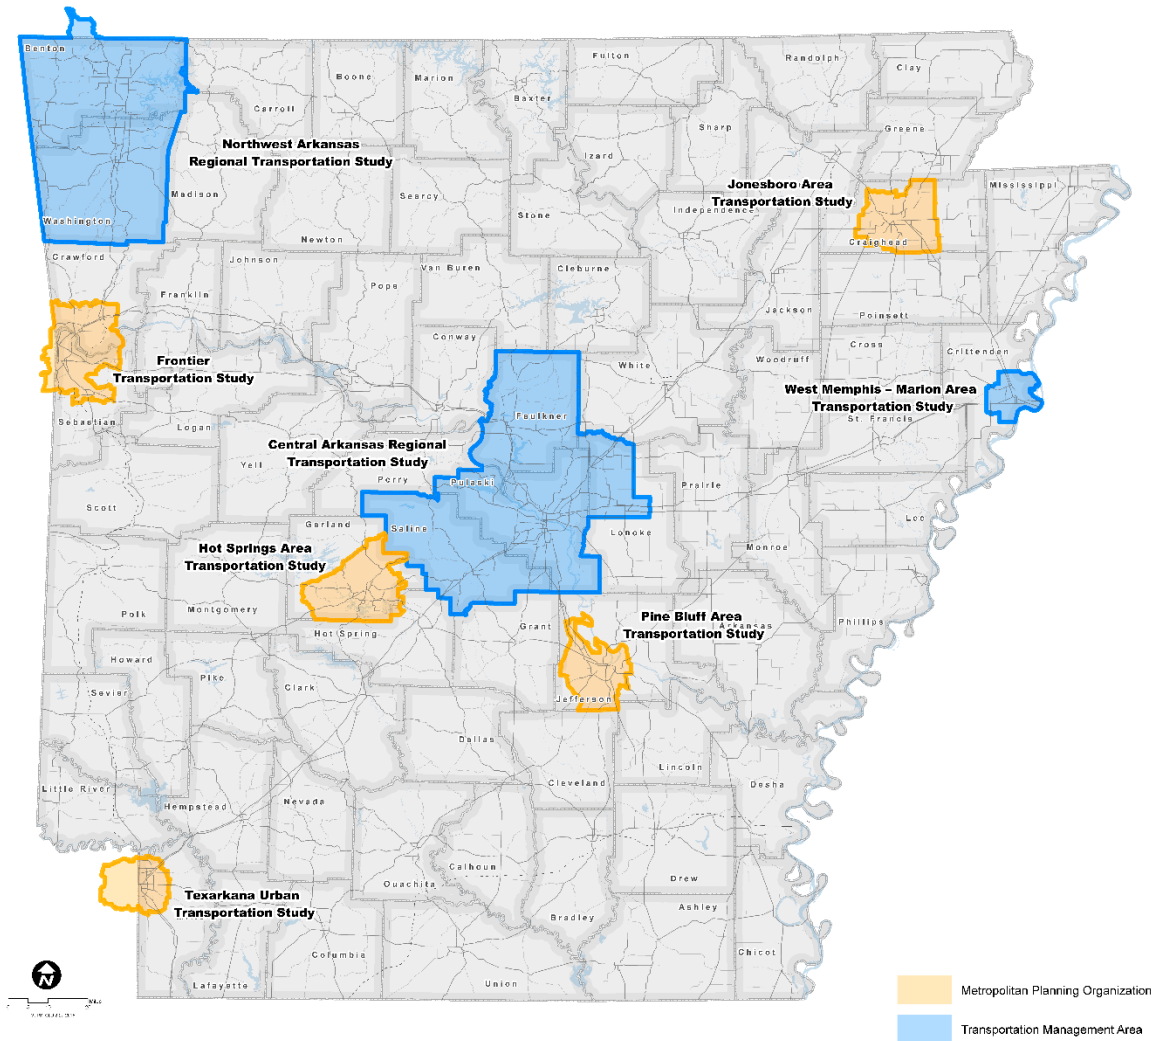 Benton
Fulton
Randolph
Clay
Boone
Marion
Baxter
Carroll
Greene
Sharp
Northwest Arkansas
Regional Transportation Study
Izard
Jonesboro Area
Transportation Study
Mississippi
Madison
Searcy
Stone
Independence
Washington
Newton
Craighead
Crawford
Johnson
Van Buren
Cleburne
Pope
Franklin
Jackson
Poinsett
Conway
Cross
Crittenden
Woodruff
White
Frontier
Transportation Study
West Memphis – Marion Area
Transportation Study
Faulkner
St. Francis
Sebastian
Logan
Central Arkansas Regional
Transportation Study
Yell
Perry
Pulaski
Prairie
Scott
Garland
Saline
Lonoke
Lee
Monroe
Hot Springs Area
Transportation Study
Polk
Montgomery
Pine Bluff Area
Transportation Study
Grant
Arkansas
Phillips
Hot Spring
Howard
Pike
Clark
Sevier
Jefferson
Dallas
Lincoln
Cleveland
Desha
Little River
Hempstead
Nevada
Calhoun
Drew
Ouachita
Texarkana Urban
Transportation Study
Ashley
Bradley
Columbia
Chicot
Lafayette
Union
N
Miles
Metropolitan Planning Organization
Transportation Management Area